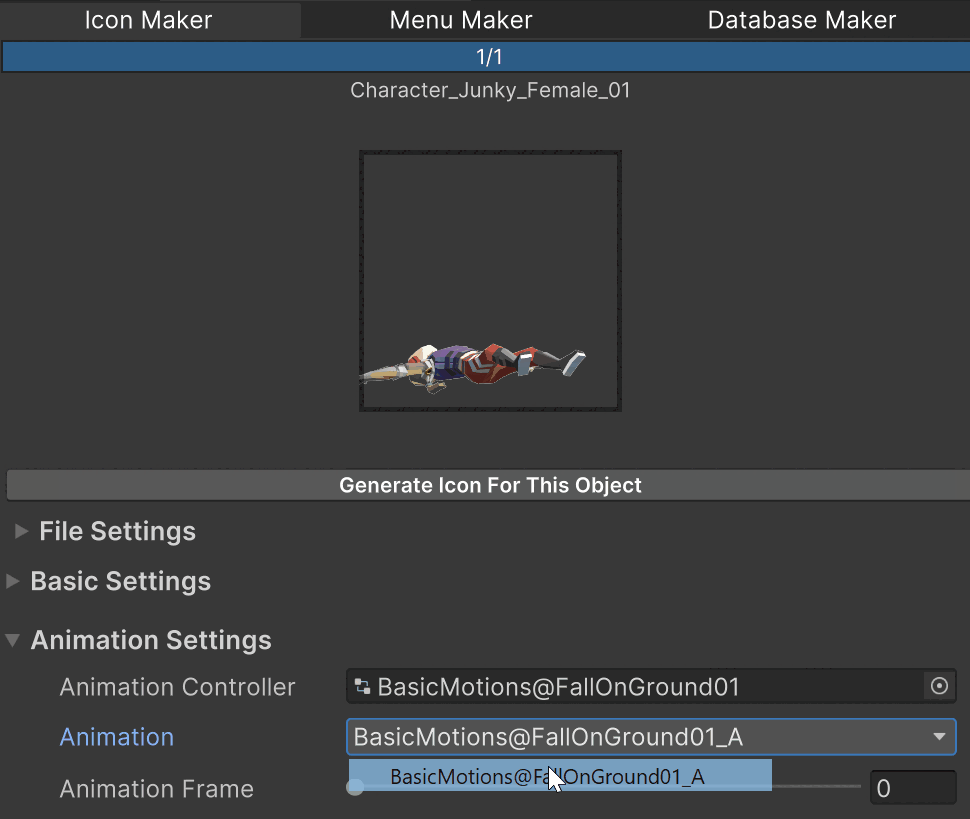 Icon Maker Menu Maker Database Maker
1/1
Character_Junky_Female_01
Generate Icon For This Object
File Settings
Basic Settings
Animation Settings
Animation Controller BasicMotions@FallOnGround01
Animation BasicMotions@FallOnGround01_A
BasicMotions@FallOnGround01_A
Animation Frame 0